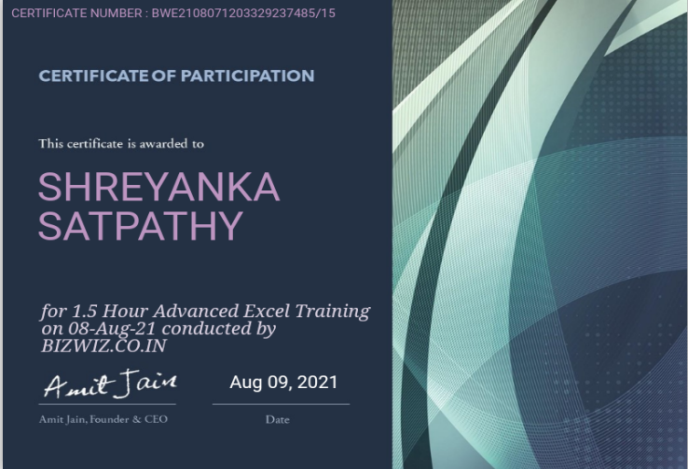 CERTIFICATE NUMBER : BWE2108071203329237485/15
CERTIFICATE OF PARTICIPATION
This certificate is awarded to
SHREYANKA
SATPATHY
for 1.5 Hour Advanced Excel Training
on 08-Aug-21 conducted by
BIZWIZ.CO.IN
Amit Jain
Aug 09, 2021
Amit Jain, Founder & CEO
Date